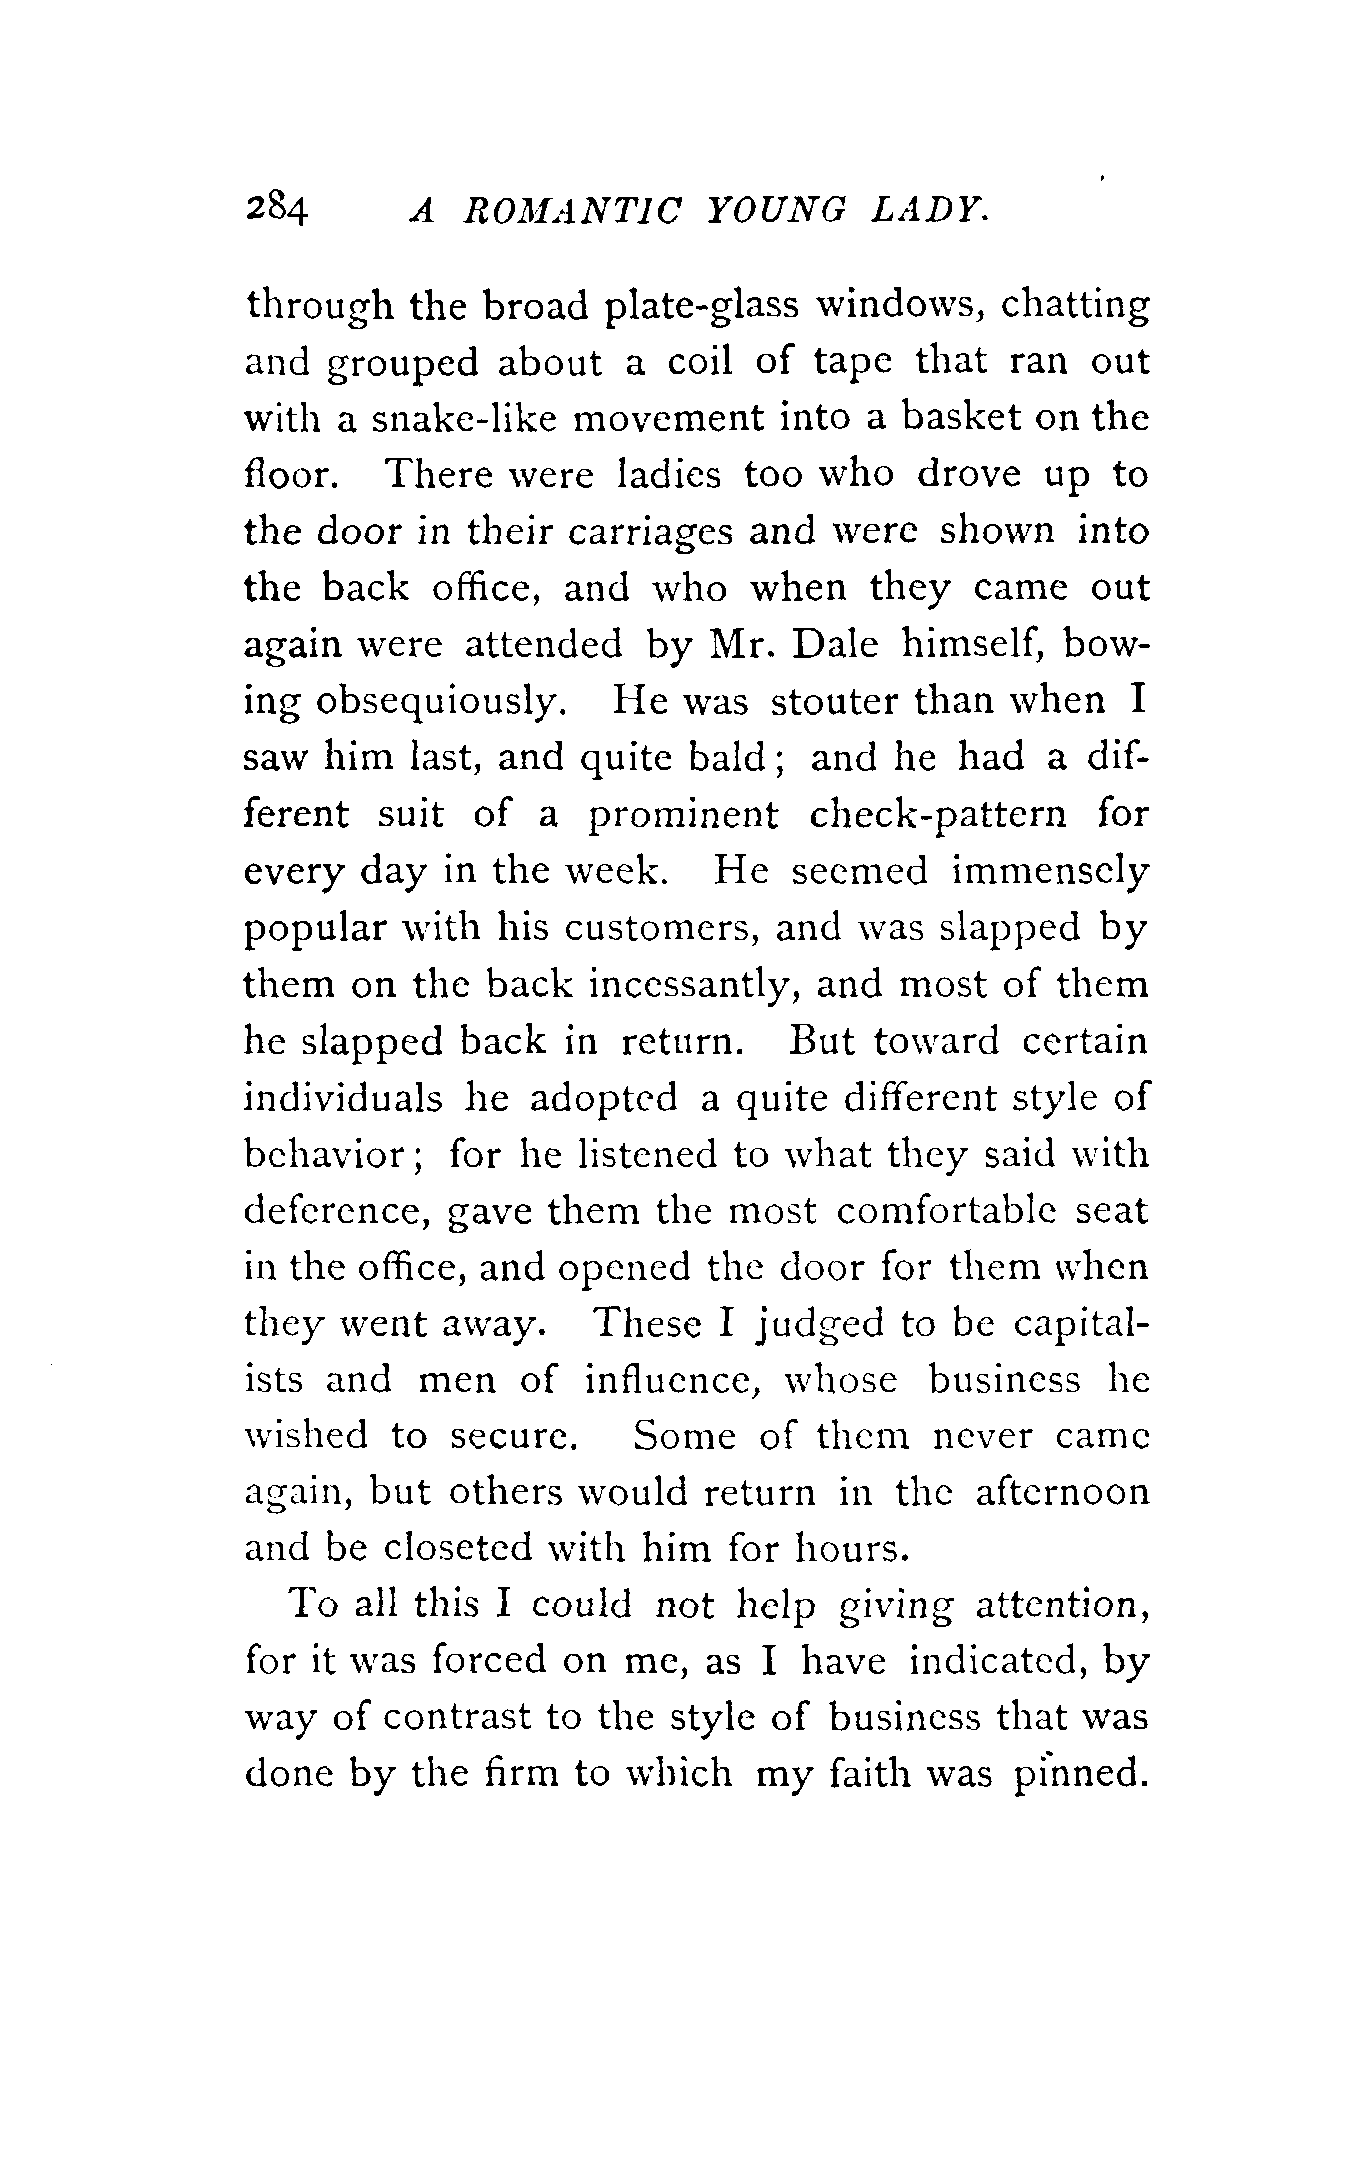 284 A ROMANTIC YOUNG LADY.
through the broad plate-glass windows, chatting
and grouped about a coil of tape that ran out
with a snake-like movement into a basket on the
floor. There were ladies too who drove up to
the door in their carriages and were shown into
the back office, and who when they came out
again were attended by Mr. Dale himself, bow-
ing obsequiously. He was stouter than when I
saw him last, and quite bald; and he had a dif-
ferent suit of a prominent check-pattern for
every day in the week. He seemed immensely
popular with his customers, and was slapped by
them on the back incessantly, and most of them
he slapped back in return. But toward certain
individuals he adopted a quite different style of
behavior; for he listened to what they said with
deference, gave them the most comfortable seat
in the office, and opened the door for them when
they went away. These I judged to be capital-
ists and men of influence, whose business he
wished to secure. Some of them never came
again, but others would return in the afternoon
and be closeted with him for hours.
To all this I could not help giving attention,
for it was forced on me, as I have indicated, by
way of contrast to the style of business that was
done by the firm to which my faith was pinned.